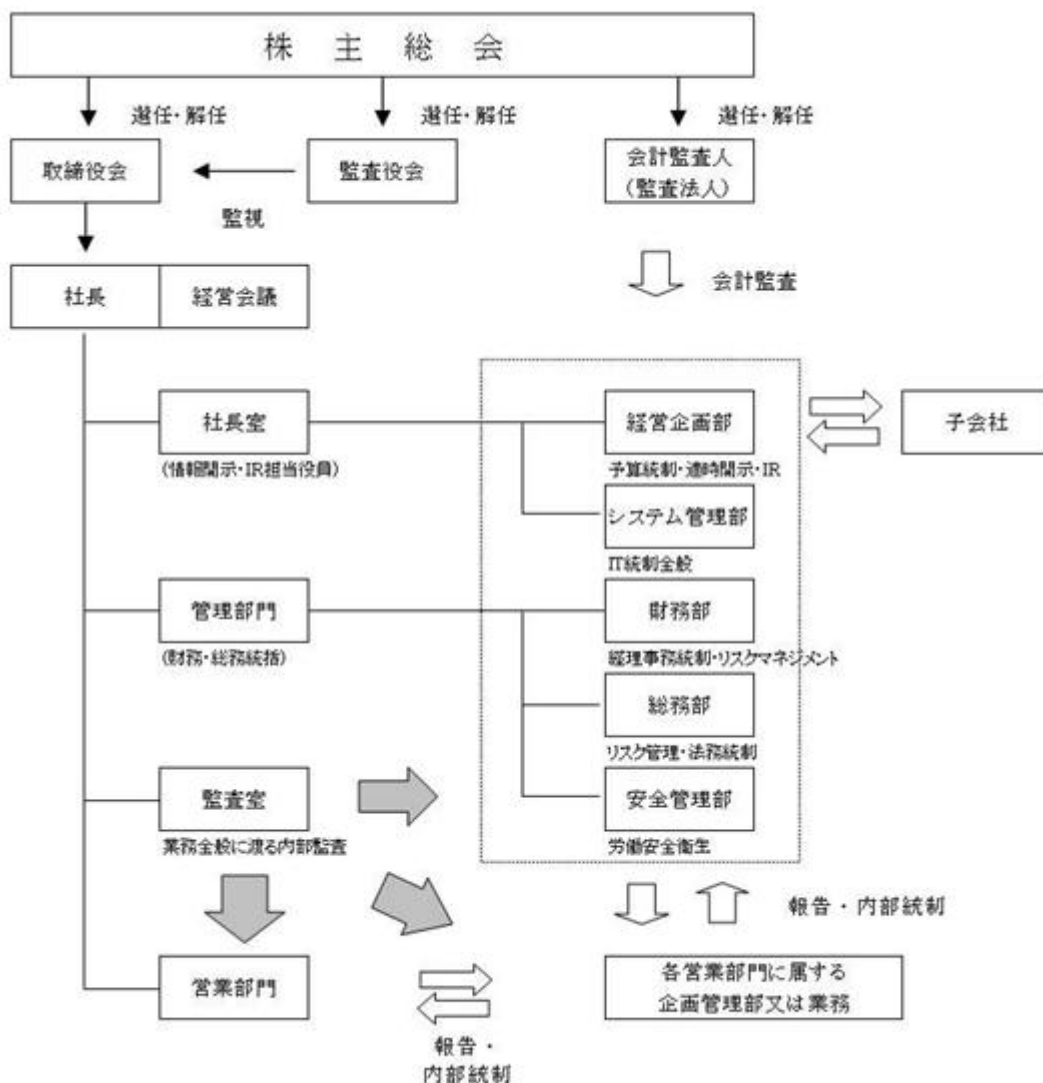 株主総会
選任・解任
選任・解任
選任・解任
取締役会
監査役会
会計監査人
(監査法人)
監視
会計監査
社長
経営会議
社長室
(情報開示・IR担当役員)
経営企画部
予算統制・適時開示・IR
子会社
システム管理部
IT統制全般
管理部門
(財務・総務統括)
財務部
経理事務統制・リスクマネジメント
総務部
リスク管理・法務統制
監査室
業務全般に渡る内部監査
安全管理部
労働安全衛生
報告・内部統制
営業部門
各営業部門に属する
企画管理部又は業務
報告・
内部統制